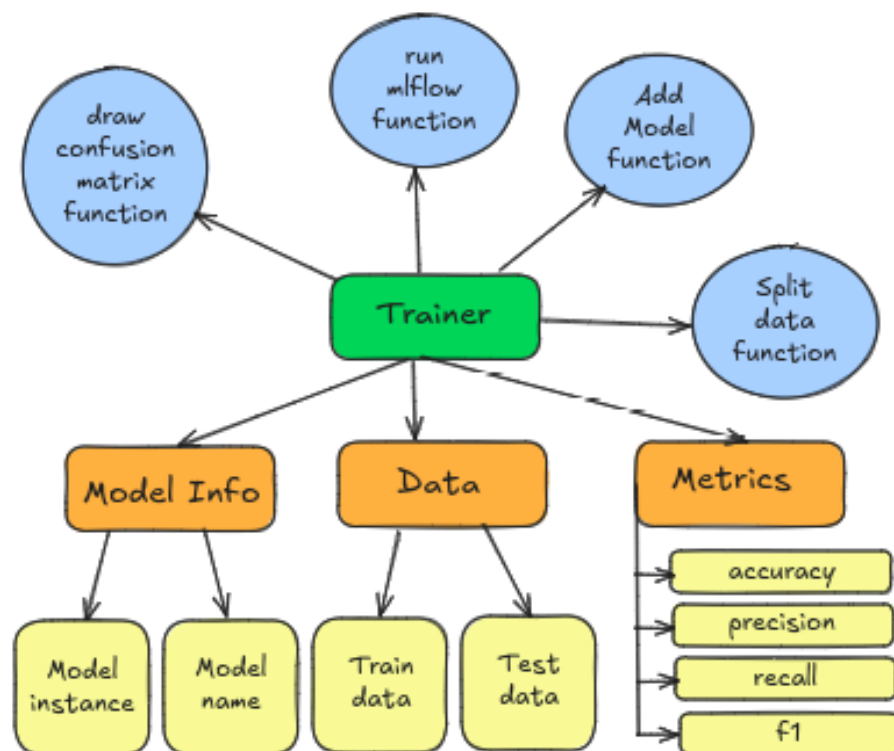 draw
confusion
matrix
function
run
mlflow
function
Add
Model
function
Split
data
function
Trainer
Model Info
Data
Metrics
Model
instance
Model
name
Train
data
Test
data
accuracy
precision
recall
f1